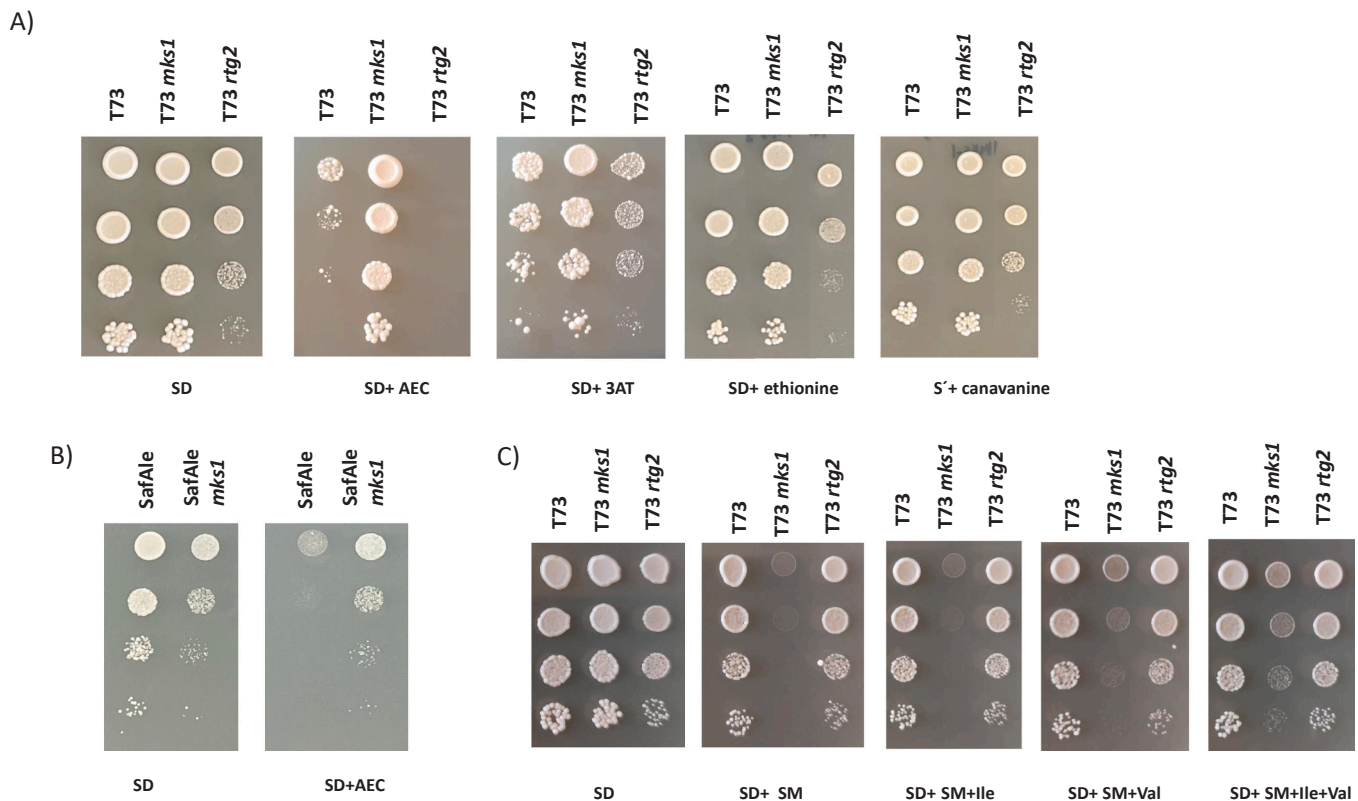 A)
T73
T73 mks1
T73 rtg2
T73
T73 mks1
T73 rtg2
T73
T73 mks1
T73 rtg2
T73
T73 mks1
T73 rtg2
T73
T73 mks1
T73 rtg2
SD
SD+ AEC
SD+ 3AT
SD+ ethionine
S´+ canavanine
B)
SafAle
SafAle
mks1
SafAle
SafAle
mks1
SD
SD+AEC
C)
T73
T73 mks1
T73 rtg2
T73
T73 mks1
T73 rtg2
T73
T73 mks1
T73 rtg2
T73
T73 mks1
T73 rtg2
T73
T73 mks1
T73 rtg2
SD
SD+ SM
SD+ SM+Ile
SD+ SM+Val
SD+ SM+Ile+Val